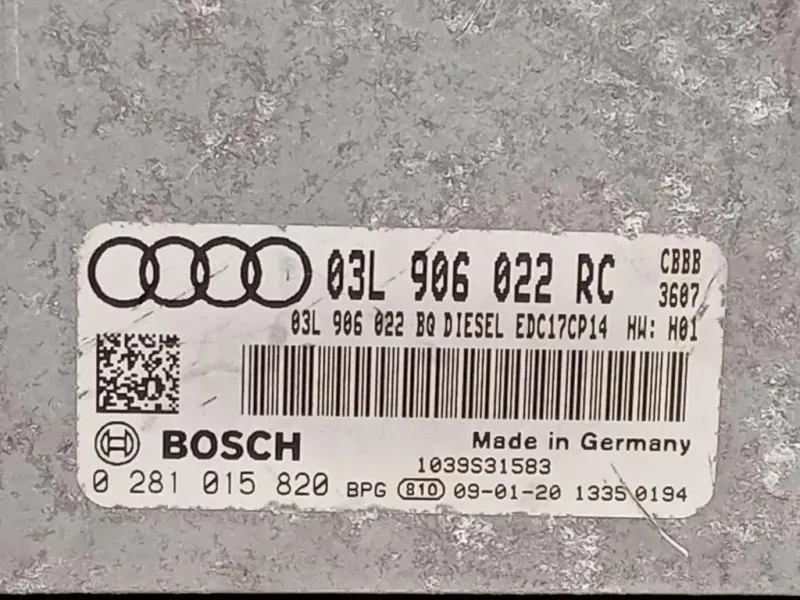 03L 906 022 RC CBBB
3607
03L 906 022 BQ DIESEL EDC17CP14 HW: H01
BOSCH Made in Germany
1039S31583
0 281 015 820 BPG 810 09-01-20 1335 0194